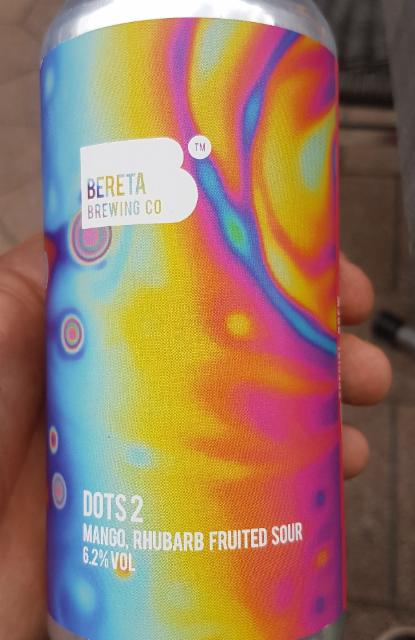 TM
BERETA
BREWING CO
DOTS 2
MANGO, RHUBARB FRUITED SOUR
6.2% VOL